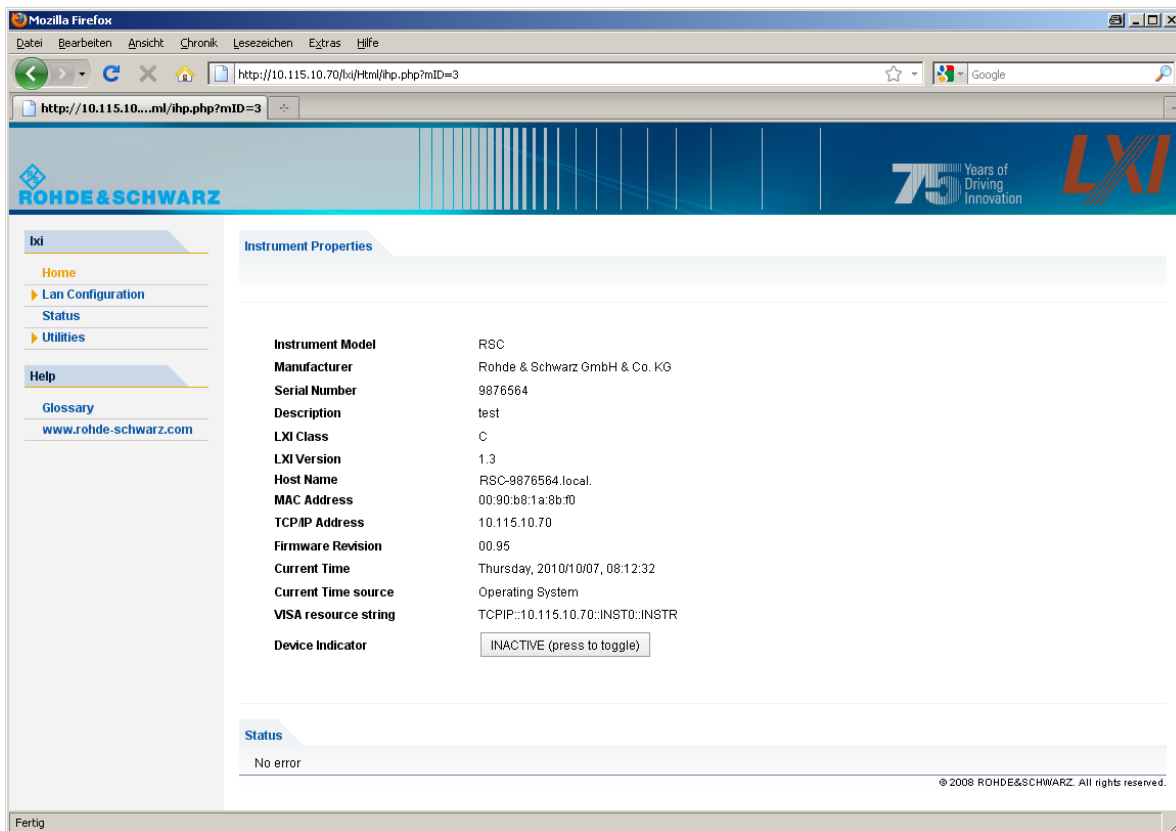 Mozilla Firefox
Datei Bearbeiten Ansicht Chronik Lesezeichen Extras Hilfe
http://10.115.10.70/lxi/Html/ihp.php?mID=3
Google
http://10.115.10....ml/ihp.php?mID=3
ROHDE&SCHWARZ
75 Years of Driving Innovation
LXI
lxi
Home
Lan Configuration
Status
Utilities
Help
Glossary
www.rohde-schwarz.com
Instrument Properties
Instrument Model RSC
Manufacturer Rohde & Schwarz GmbH & Co. KG
Serial Number 9876564
Description test
LXI Class C
LXI Version 1.3
Host Name RSC-9876564.local.
MAC Address 00:90:b8:1a:8b:f0
TCP/IP Address 10.115.10.70
Firmware Revision 00.95
Current Time Thursday, 2010/10/07, 08:12:32
Current Time source Operating System
VISA resource string TCPIP::10.115.10.70::INST0::INSTR
Device Indicator INACTIVE (press to toggle)
Status
No error
© 2008 ROHDE&SCHWARZ. All rights reserved.
Fertig